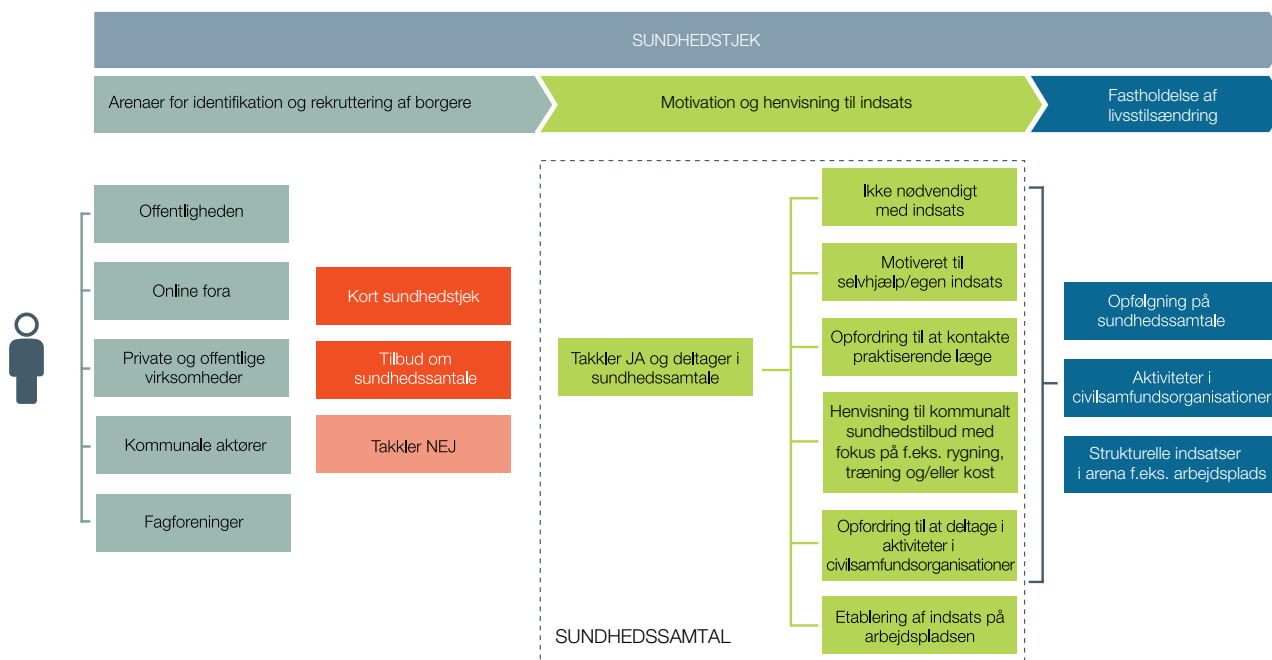 SUNDHEDSTJEK
Arenaer for identifikation og rekruttering af borgere
Motivation og henvisning til indsats
Fastholdelse af
livsstilsændring
Offentligheden
Online fora
Private og offentlige
virksomheder
Kommunale aktører
Fagforeninger
Kort sundhedstjek
Tilbud om
sundhedssantale
Takkler NEJ
Takkler JA og deltager i
sundhedssamtale
Ikke nødvendigt
med indsats
Motiveret til
selvhjælp/egen indsats
Opfordring til at kontakte
praktiserende læge
Henvisning til kommunalt
sundhedstilbud med
fokus på f.eks. rygning,
træning og/eller kost
Opfordring til at deltage i
aktiviteter i
civilsamfundsorganisationer
Etablering af indsats på
arbejdspladsen
SUNDHEDSSAMTAL
Opfølgning på
sundhedssamtale
Aktiviteter i
civilsamfundsorganisationer
Strukturelle indsatser
i arena f.eks. arbejdsplads